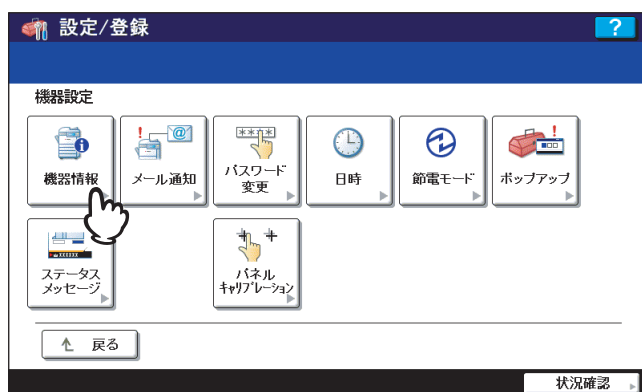 設定/登録
?
機器設定
機器情報
メール通知
****
パスワード
変更
日時
節電モード
ポップアップ
ステータス
メッセージ
パネル
キャリブレーション
戻る
状況確認